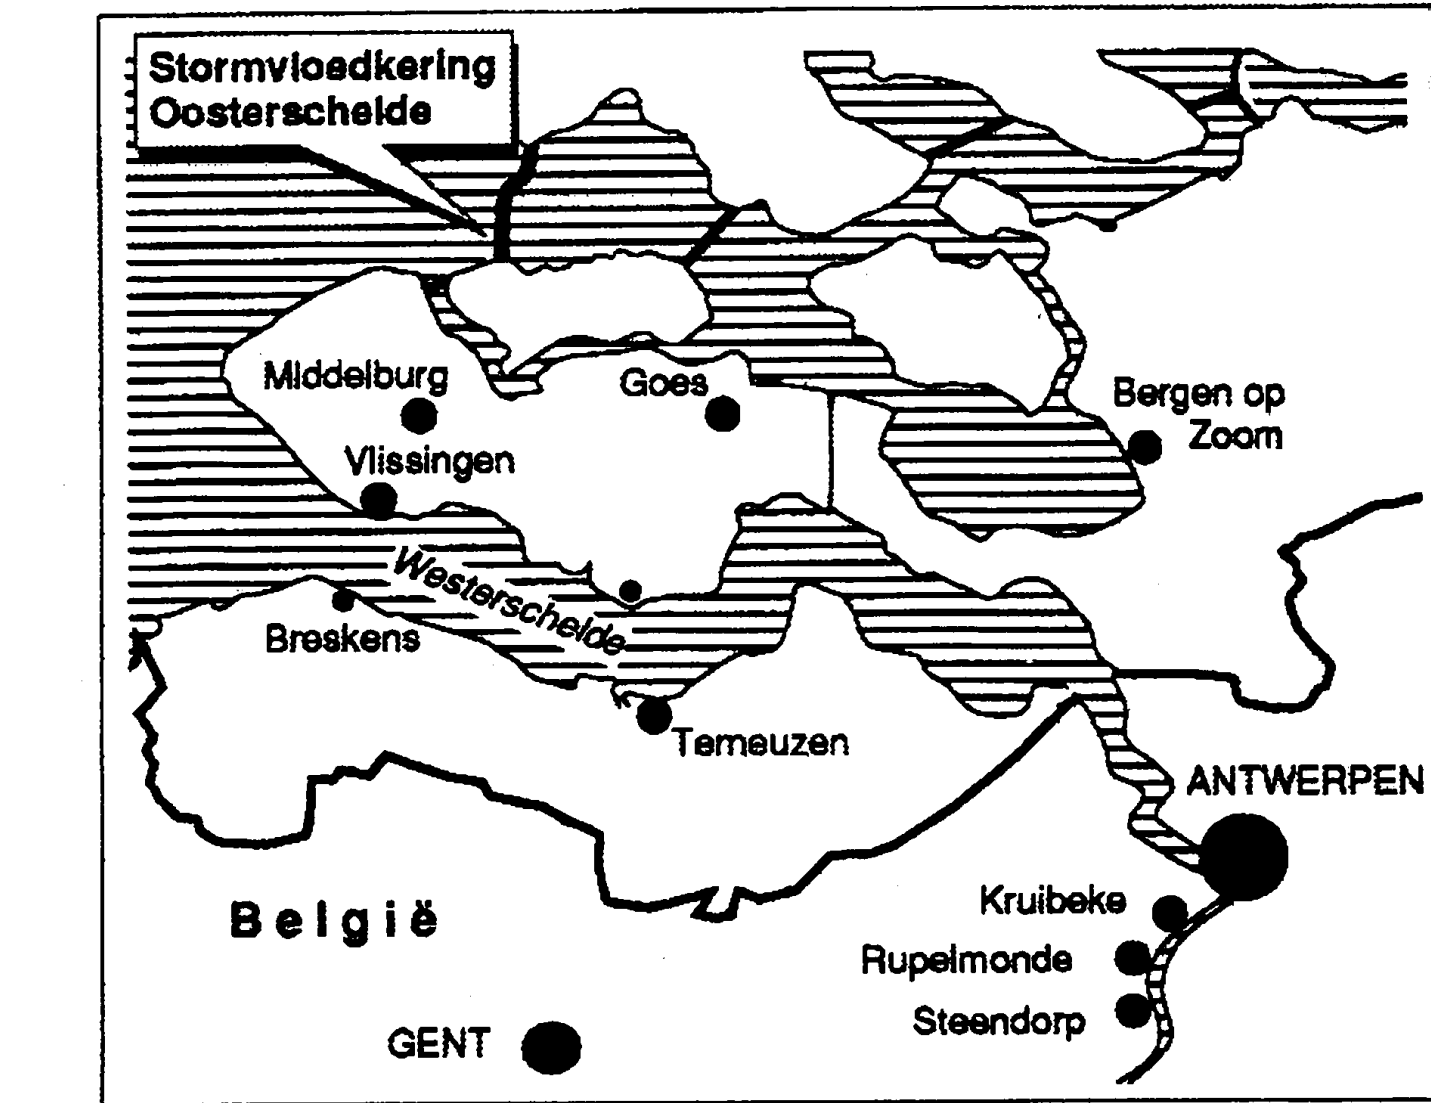 Stormvloedkering
Oosterschelde
Middelburg
Goes
Bergen op
Zoom
Vlissingen
Westerschelde
Breskens
Terneuzen
ANTWERPEN
Kruibeke
België
Rupelmonde
Steendorp
GENT